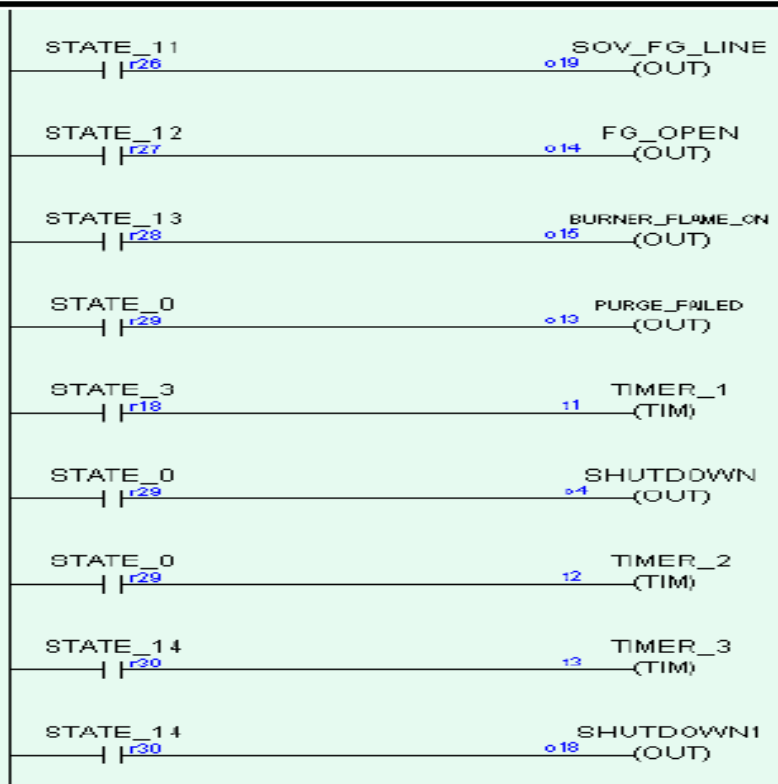 STATE_11 SOV_FG_LINE
r26 o19 (OUT)
STATE_12 FG_OPEN
r27 o14 (OUT)
STATE_13 BURNER_FLAME_ON
r28 o15 (OUT)
STATE_0 PURGE_FAILED
r29 o13 (OUT)
STATE_3 TIMER_1
r18 t1 (TIM)
STATE_0 SHUTDOWN
r29 o4 (OUT)
STATE_0 TIMER_2
r29 t2 (TIM)
STATE_14 TIMER_3
r30 t3 (TIM)
STATE_14 SHUTDOWN1
r30 o18 (OUT)